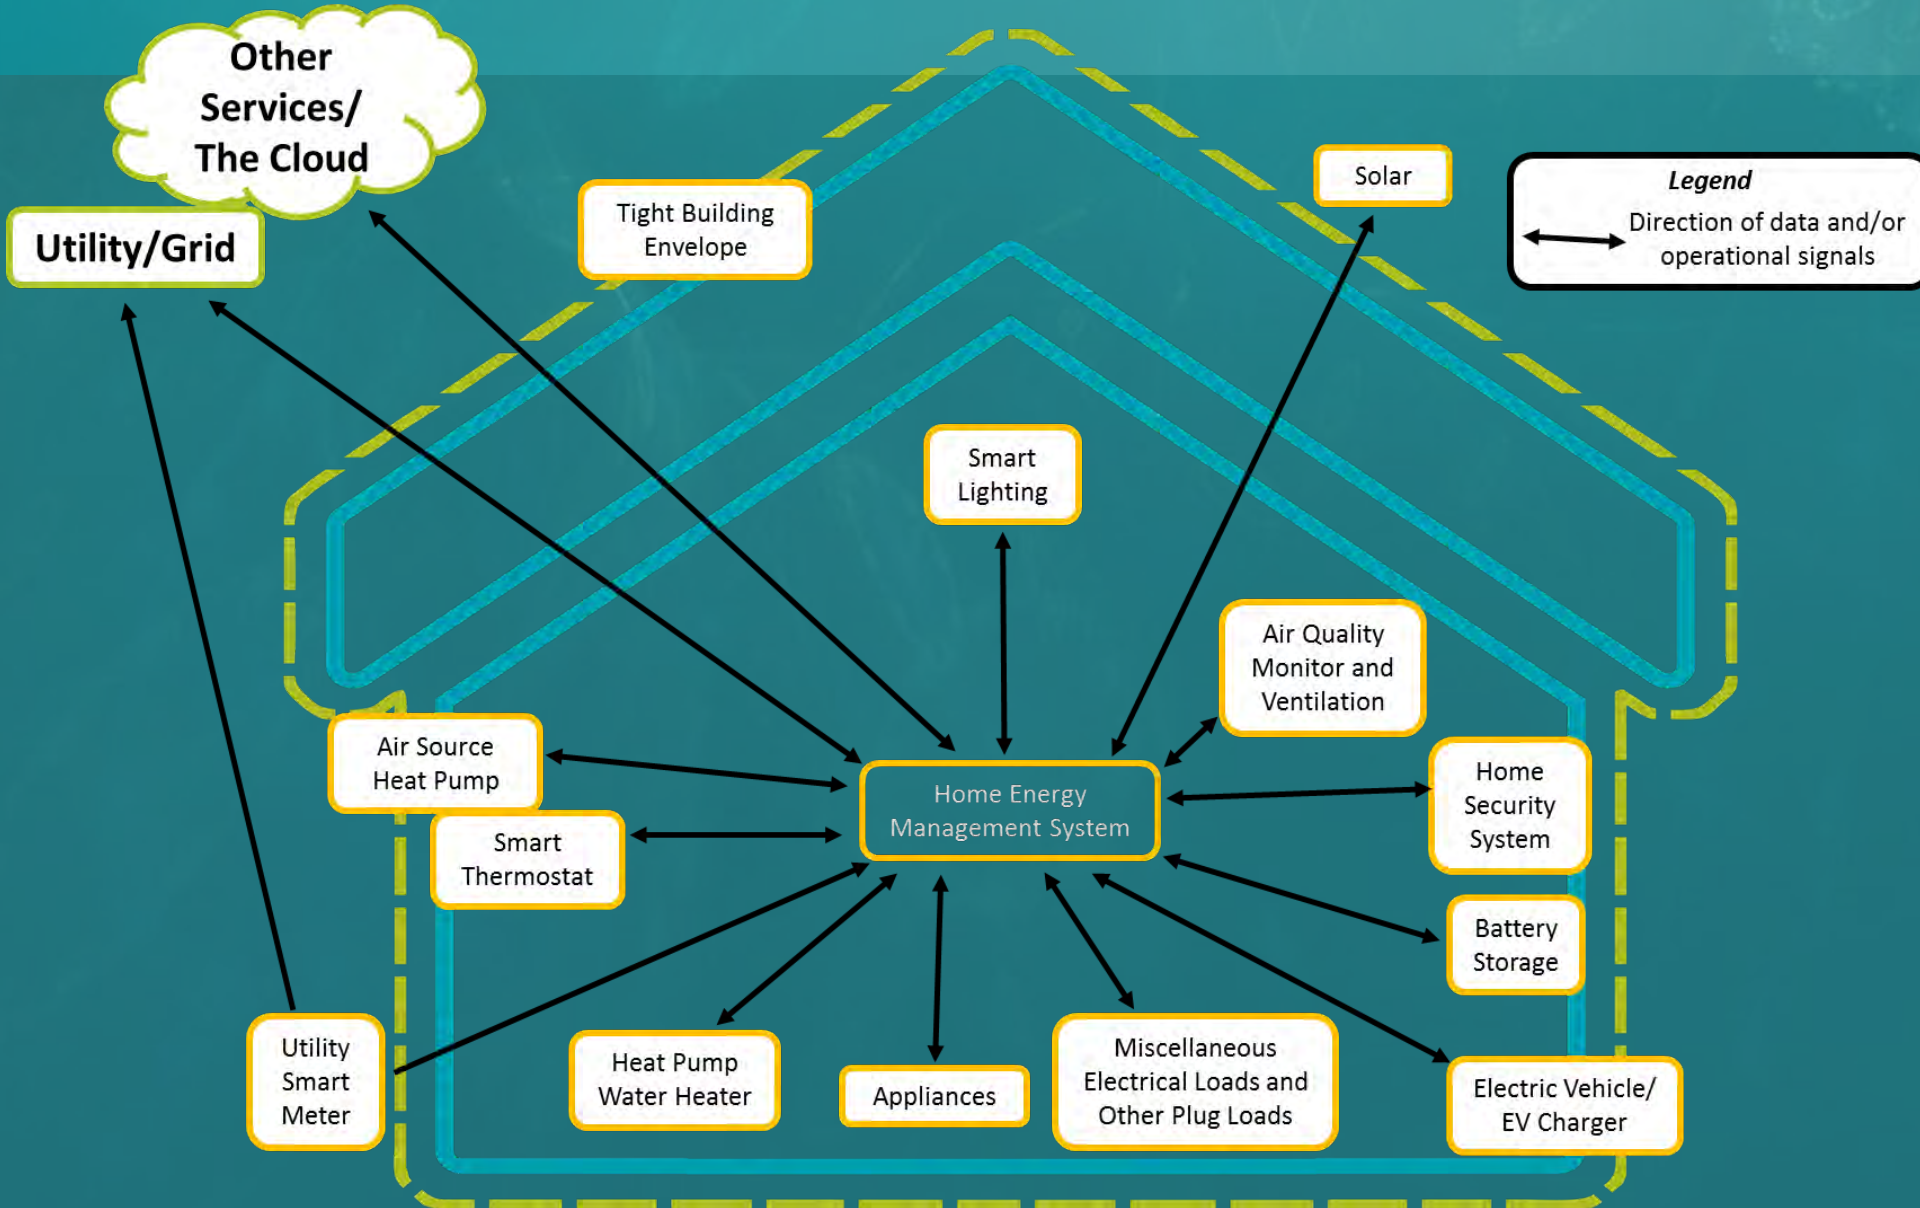 Other
Services/
The Cloud
Utility/Grid
Tight Building
Envelope
Solar
Legend
Direction of data and/or
operational signals
Smart
Lighting
Air Quality
Monitor and
Ventilation
Air Source
Heat Pump
Home Energy
Management System
Home
Security
System
Smart
Thermostat
Battery
Storage
Utility
Smart
Meter
Heat Pump
Water Heater
Appliances
Miscellaneous
Electrical Loads and
Other Plug Loads
Electric Vehicle/
EV Charger